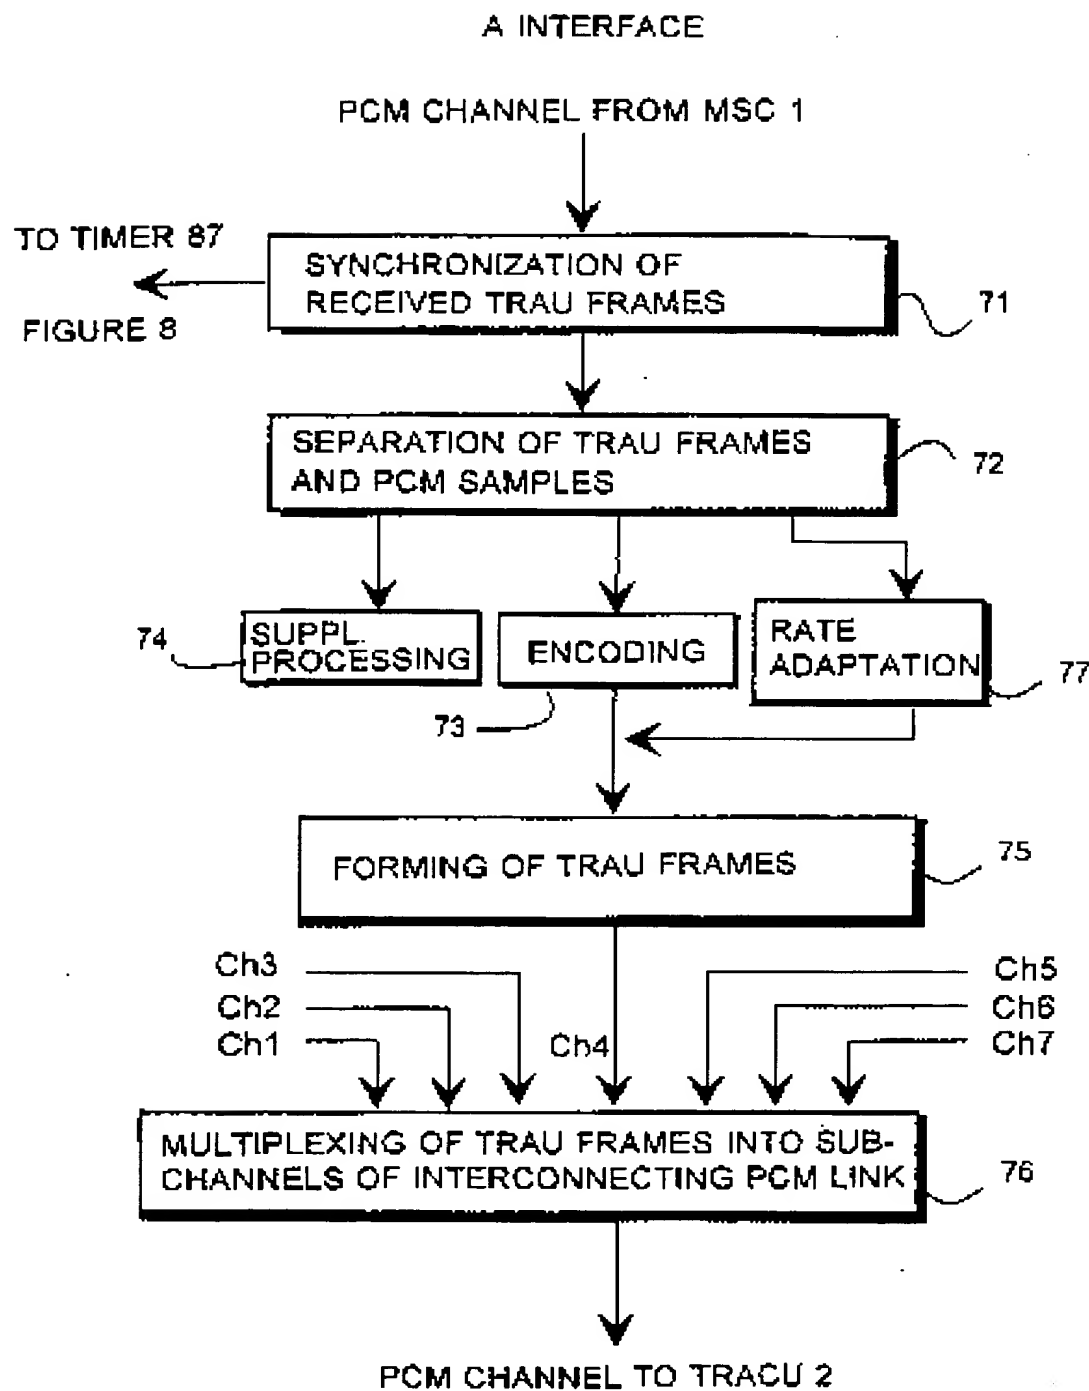 A INTERFACE
PCM CHANNEL FROM MSC 1
TO TIMER 87
FIGURE 8
SYNCHRONIZATION OF
RECEIVED TRAU FRAMES
71
SEPARATION OF TRAU FRAMES
AND PCM SAMPLES
72
74
SUPPL.
PROCESSING
ENCODING
73
RATE
ADAPTATION
77
FORMING OF TRAU FRAMES
75
Ch3
Ch2
Ch1
Ch4
Ch5
Ch6
Ch7
MULTIPLEXING OF TRAU FRAMES INTO SUB-
CHANNELS OF INTERCONNECTING PCM LINK
76
PCM CHANNEL TO TRACU 2